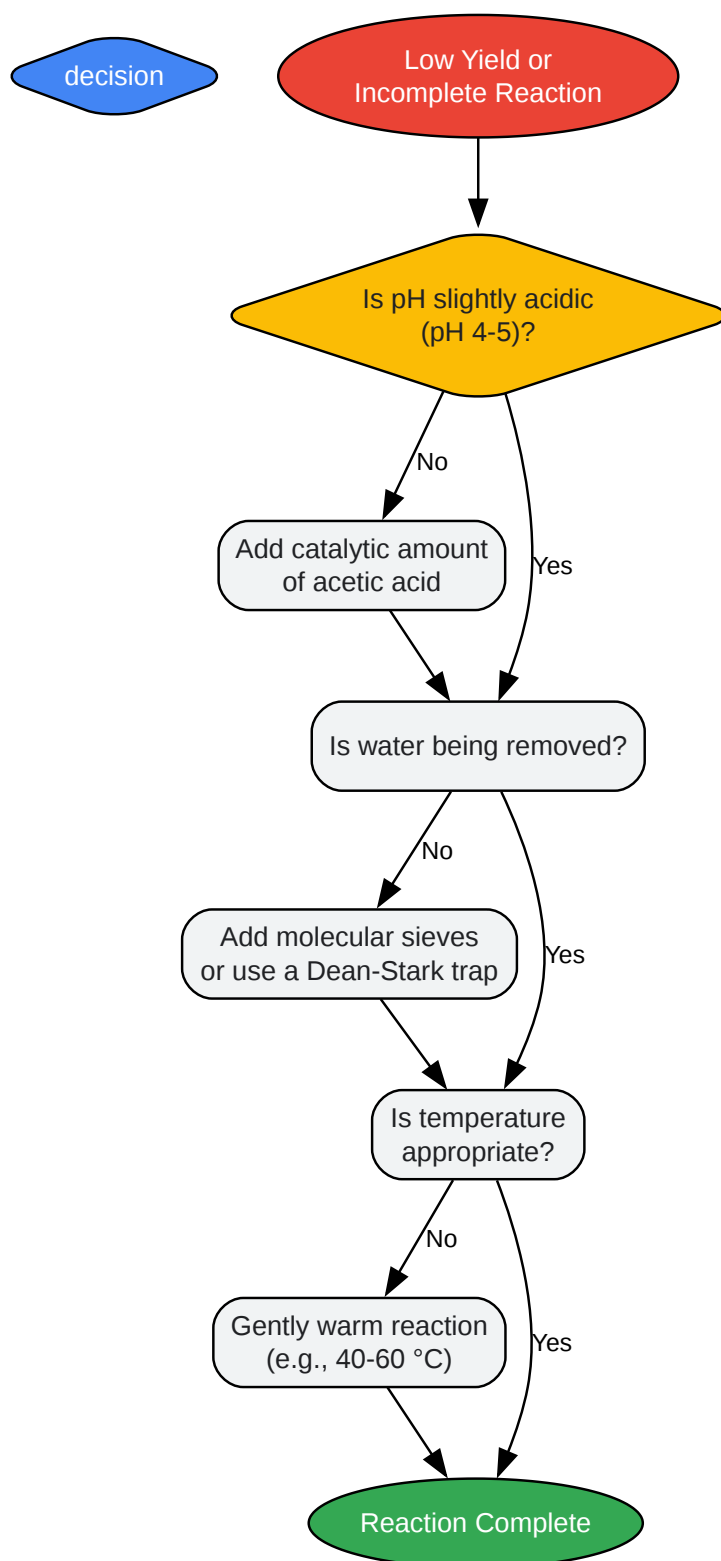 decision
Low Yield or
Incomplete Reaction
Is pH slightly acidic
(pH 4-5)?
No
Yes
Add catalytic amount
of acetic acid
Is water being removed?
No
Yes
Add molecular sieves
or use a Dean-Stark trap
Is temperature
appropriate?
No
Yes
Gently warm reaction
(e.g., 40-60 °C)
Reaction Complete